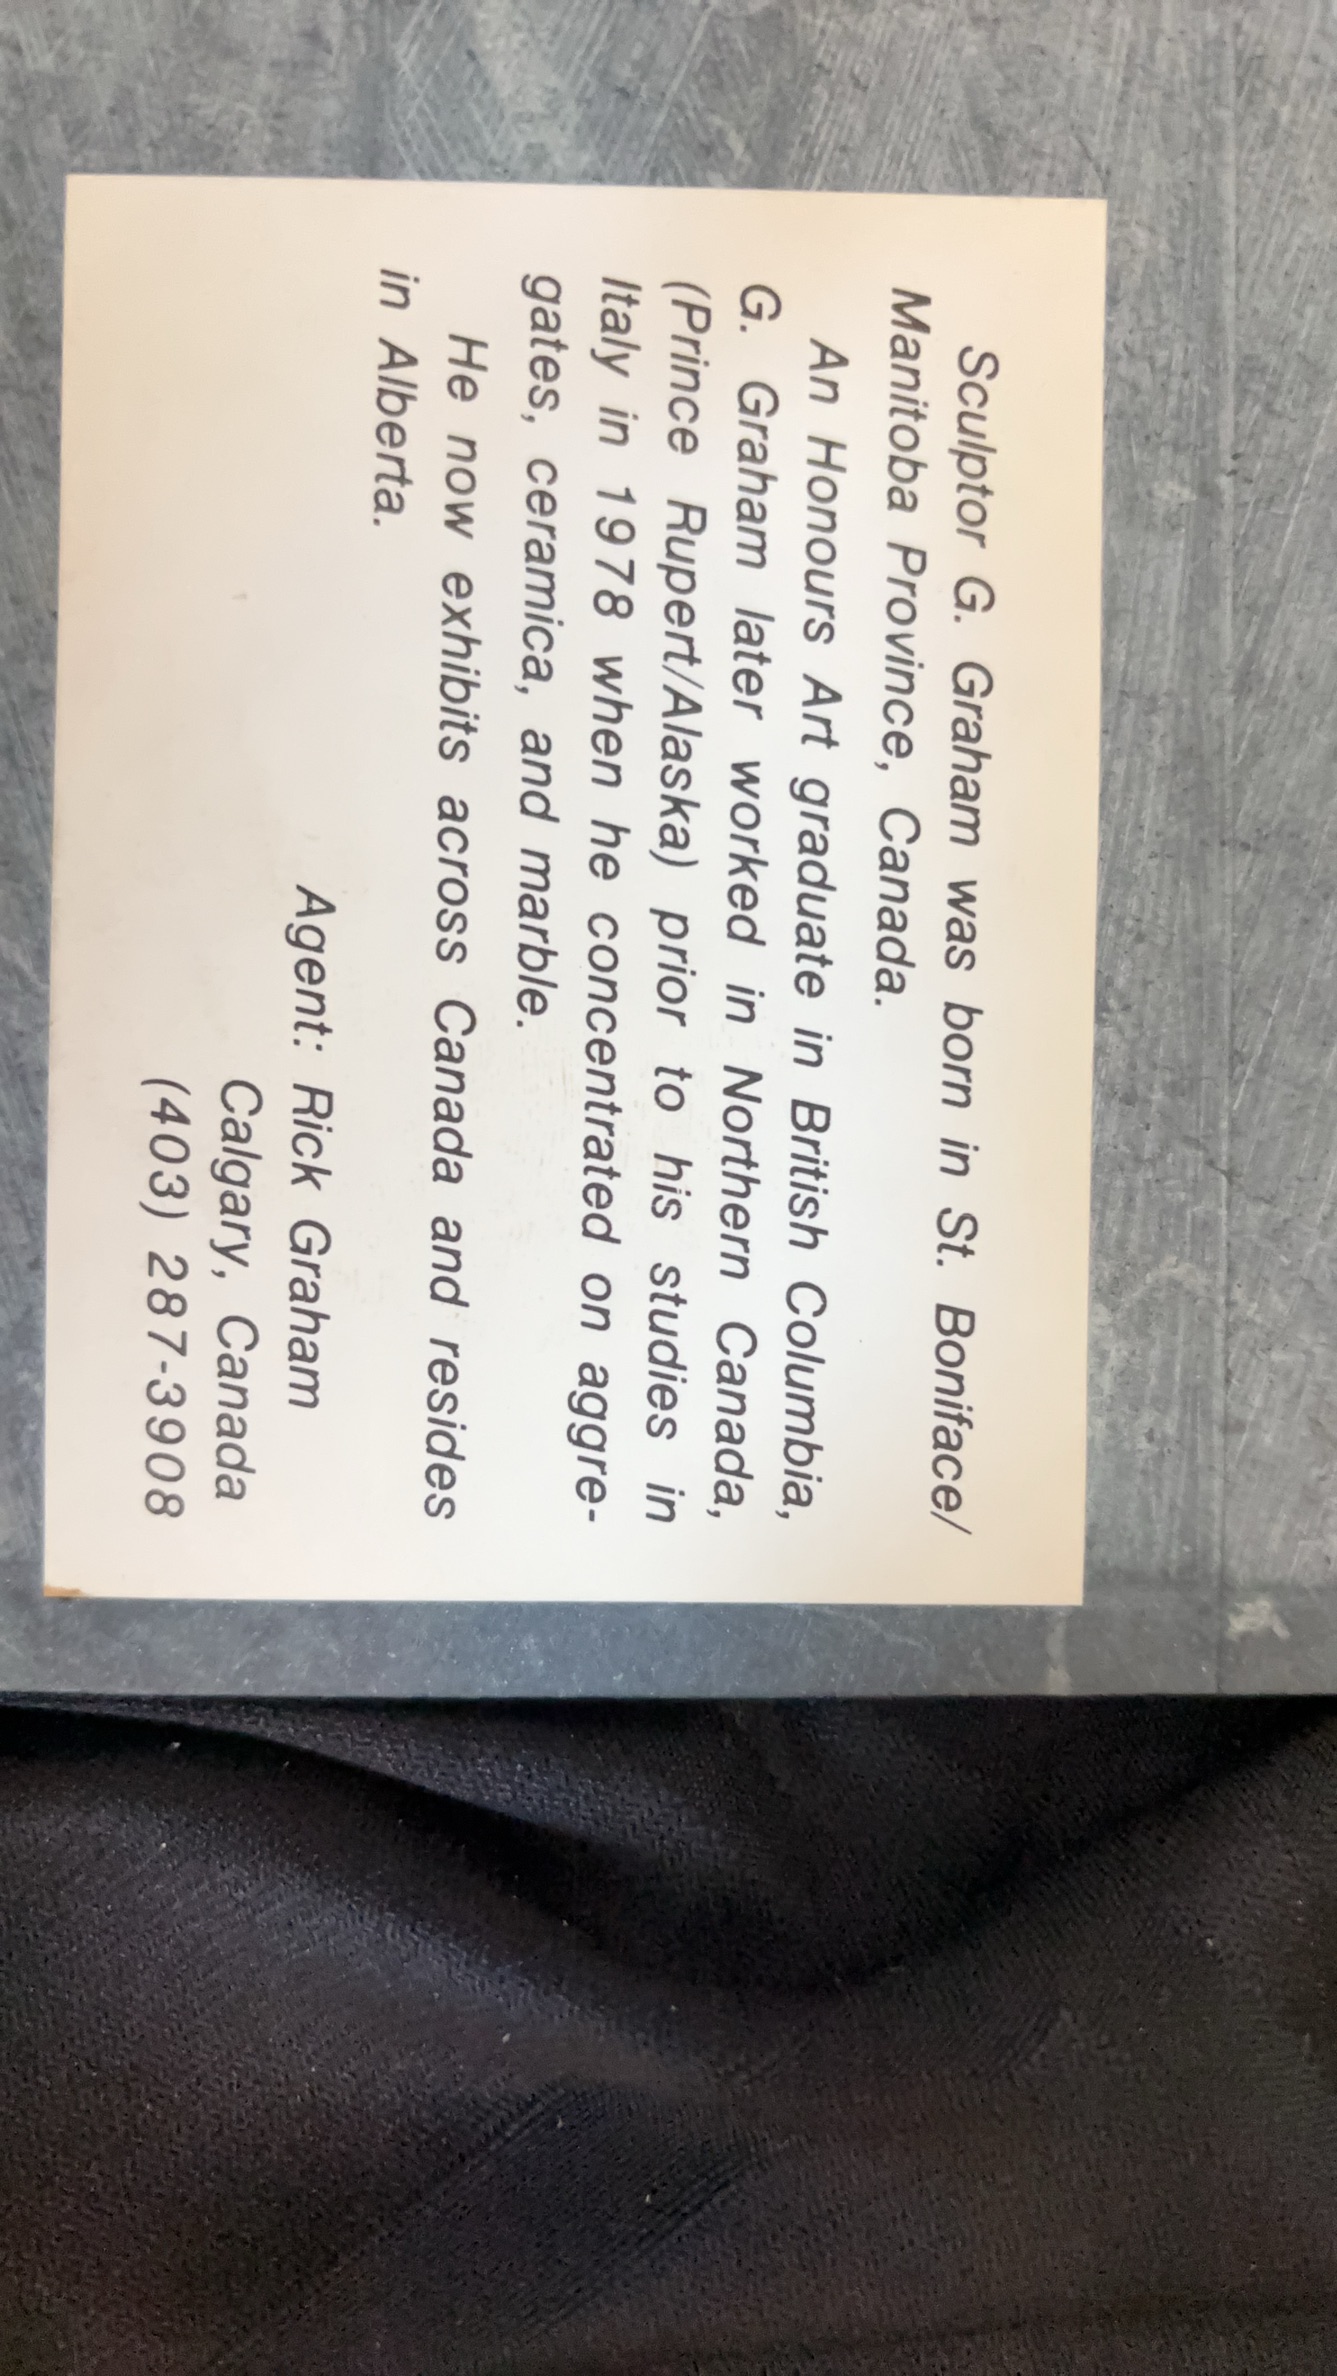 Sculptor G. Graham was born in St. Boniface/
Manitoba Province, Canada.
An Honours Art graduate in British Columbia,
G. Graham later worked in Northern Canada,
(Prince Rupert/Alaska) prior to his studies in
Italy in 1978 when he concentrated on aggre-
gates, ceramica, and marble.
He now exhibits across Canada and resides
in Alberta.
Agent: Rick Graham
Calgary, Canada
(403) 287-3908